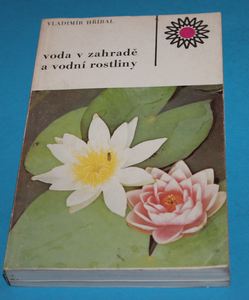 VLADIMÍR HŘÍBAL
voda v zahradě
a vodní rostliny